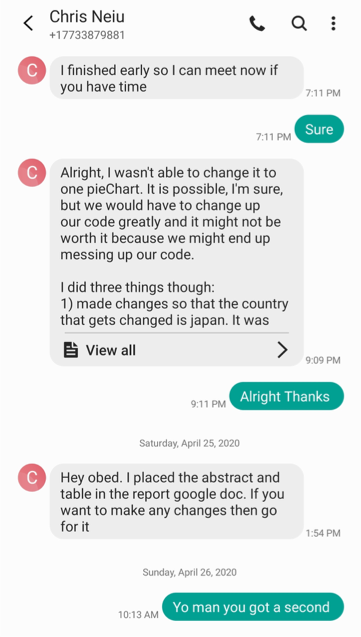 Chris Neiu
+17733879881
C
I finished early so I can meet now if
you have time
7:11 PM
Sure
7:11 PM
C
Alright, I wasn't able to change it to
one pieChart. It is possible, I'm sure,
but we would have to change up
our code greatly and it might not be
worth it because we might end up
messing up our code.
I did three things though:
1) made changes so that the country
that gets changed is japan. It was
View all
9:09 PM
Alright Thanks
9:11 PM
Saturday, April 25, 2020
C
Hey obed. I placed the abstract and
table in the report google doc. If you
want to make any changes then go
for it
1:54 PM
Sunday, April 26, 2020
Yo man you got a second
10:13 AM